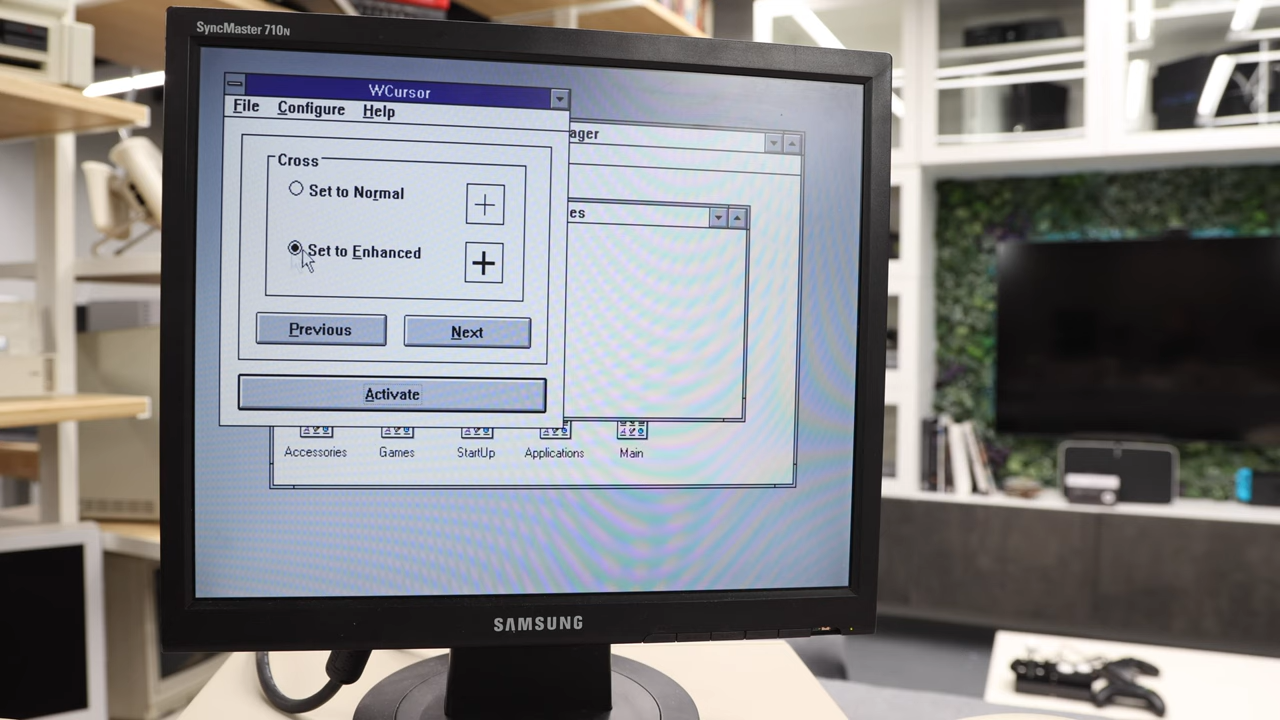 SyncMaster 710N
WCursor
File Configure Help
ager
Cross
Set to Normal
es
Set to Enhanced
Previous Next
Activate
Accessories Games StartUp Applications Main
SAMSUNG